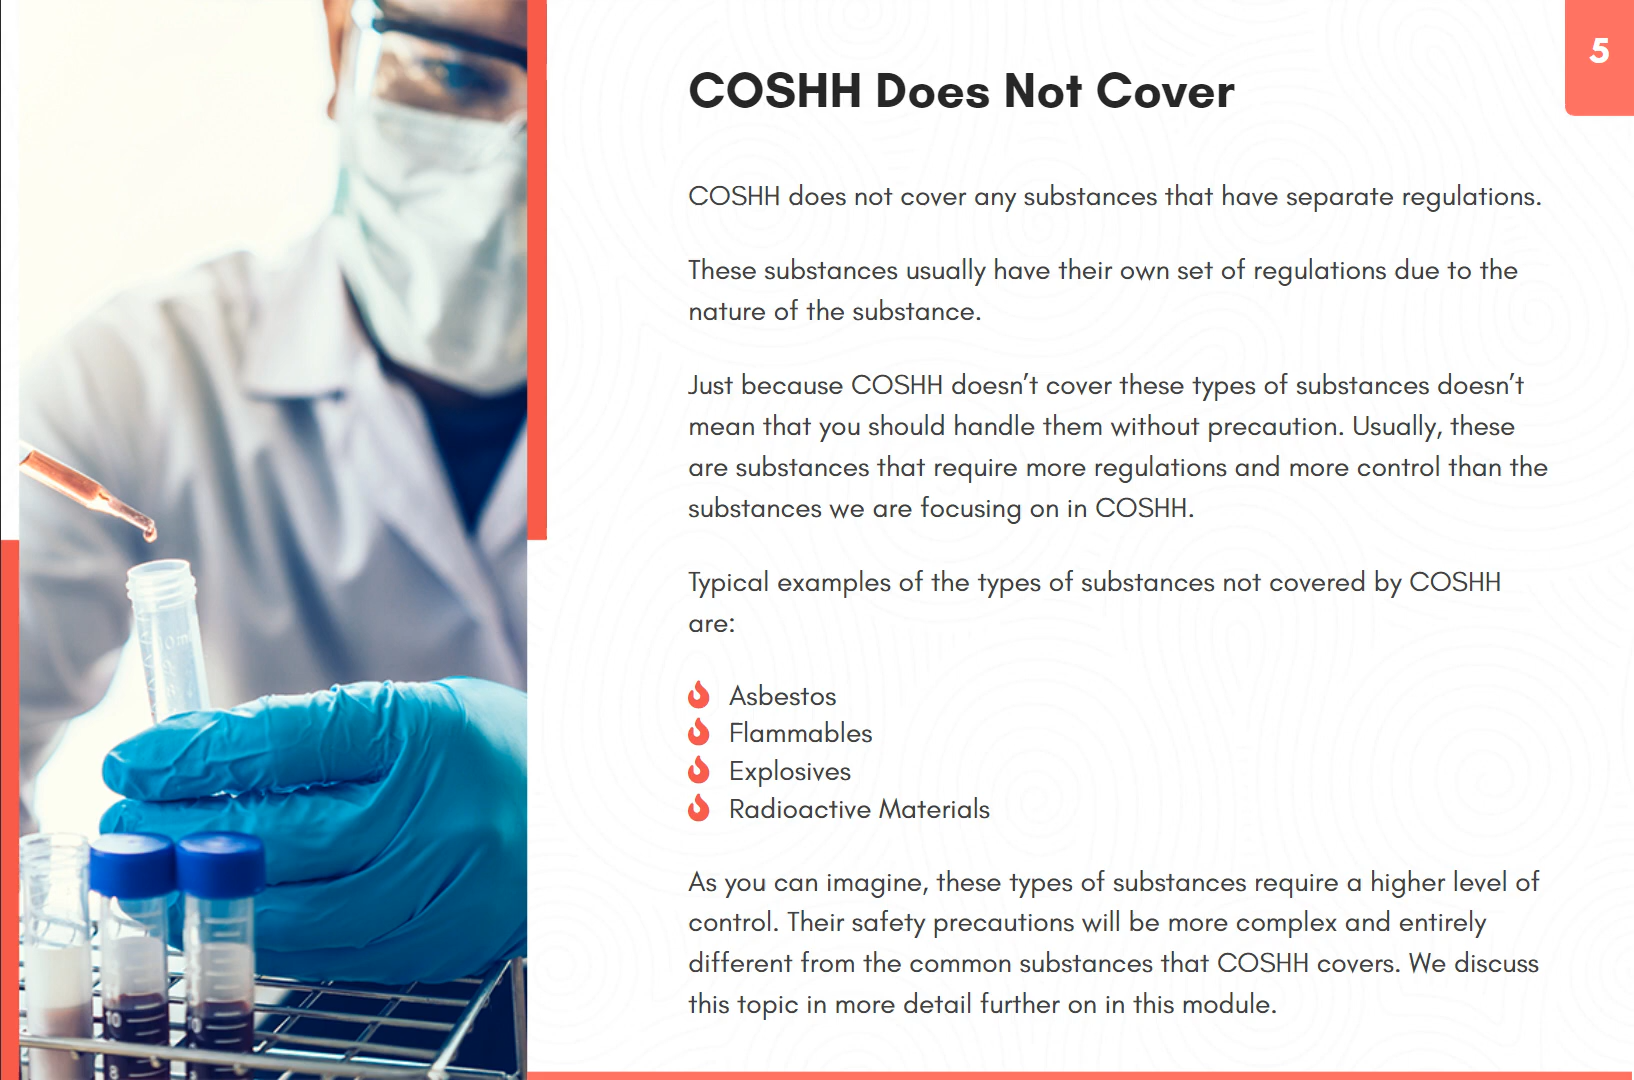 5
COSHH Does Not Cover
COSHH does not cover any substances that have separate regulations.
These substances usually have their own set of regulations due to the
nature of the substance.
Just because COSHH doesn’t cover these types of substances doesn’t
mean that you should handle them without precaution. Usually, these
are substances that require more regulations and more control than the
substances we are focusing on in COSHH.
Typical examples of the types of substances not covered by COSHH
are:
Asbestos
Flammables
Explosives
Radioactive Materials
As you can imagine, these types of substances require a higher level of
control. Their safety precautions will be more complex and entirely
different from the common substances that COSHH covers. We discuss
this topic in more detail further on in this module.
10
8